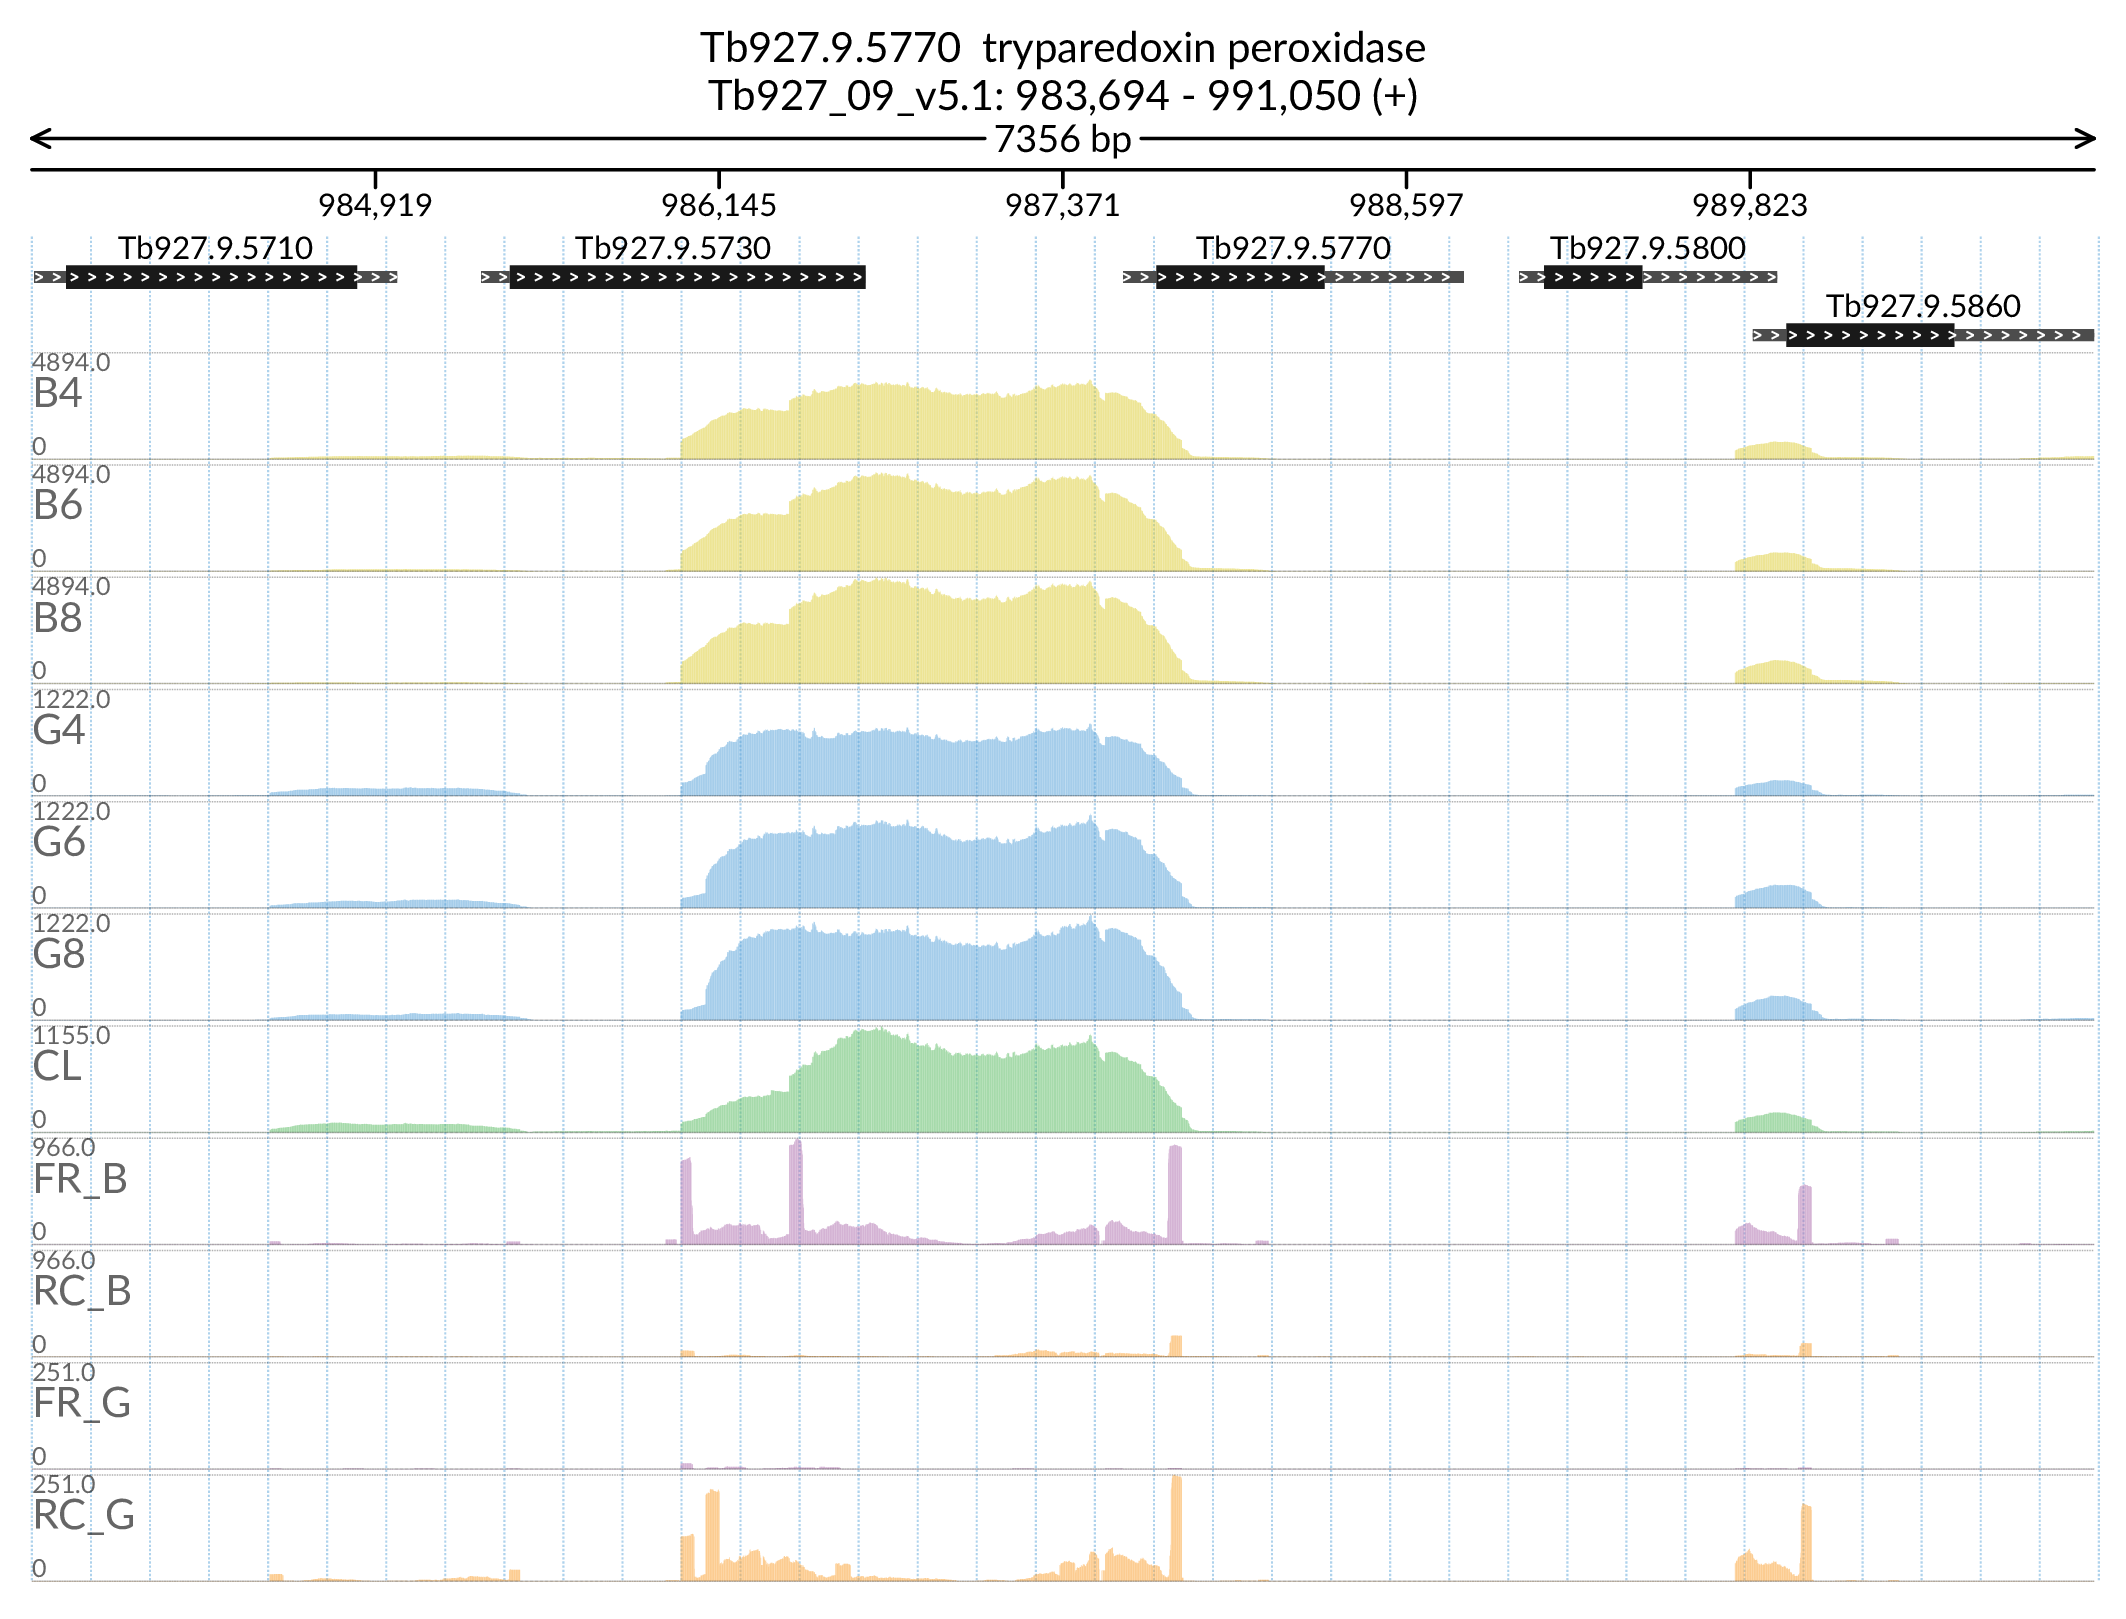 Tb927.9.5770 tryparedoxin peroxidase
Tb927_09_v5.1: 983,694 - 991,050 (+)
7356 bp
984,919 986,145 987,371 988,597 989,823
Tb927.9.5710 Tb927.9.5730 Tb927.9.5770 Tb927.9.5800
Tb927.9.5860
4894.0
B4
0
4894.0
B6
0
4894.0
B8
0
1222.0
G4
0
1222.0
G6
0
1222.0
G8
0
1155.0
CL
0
966.0
FR_B
0
966.0
RC_B
0
251.0
FR_G
0
251.0
RC_G
0